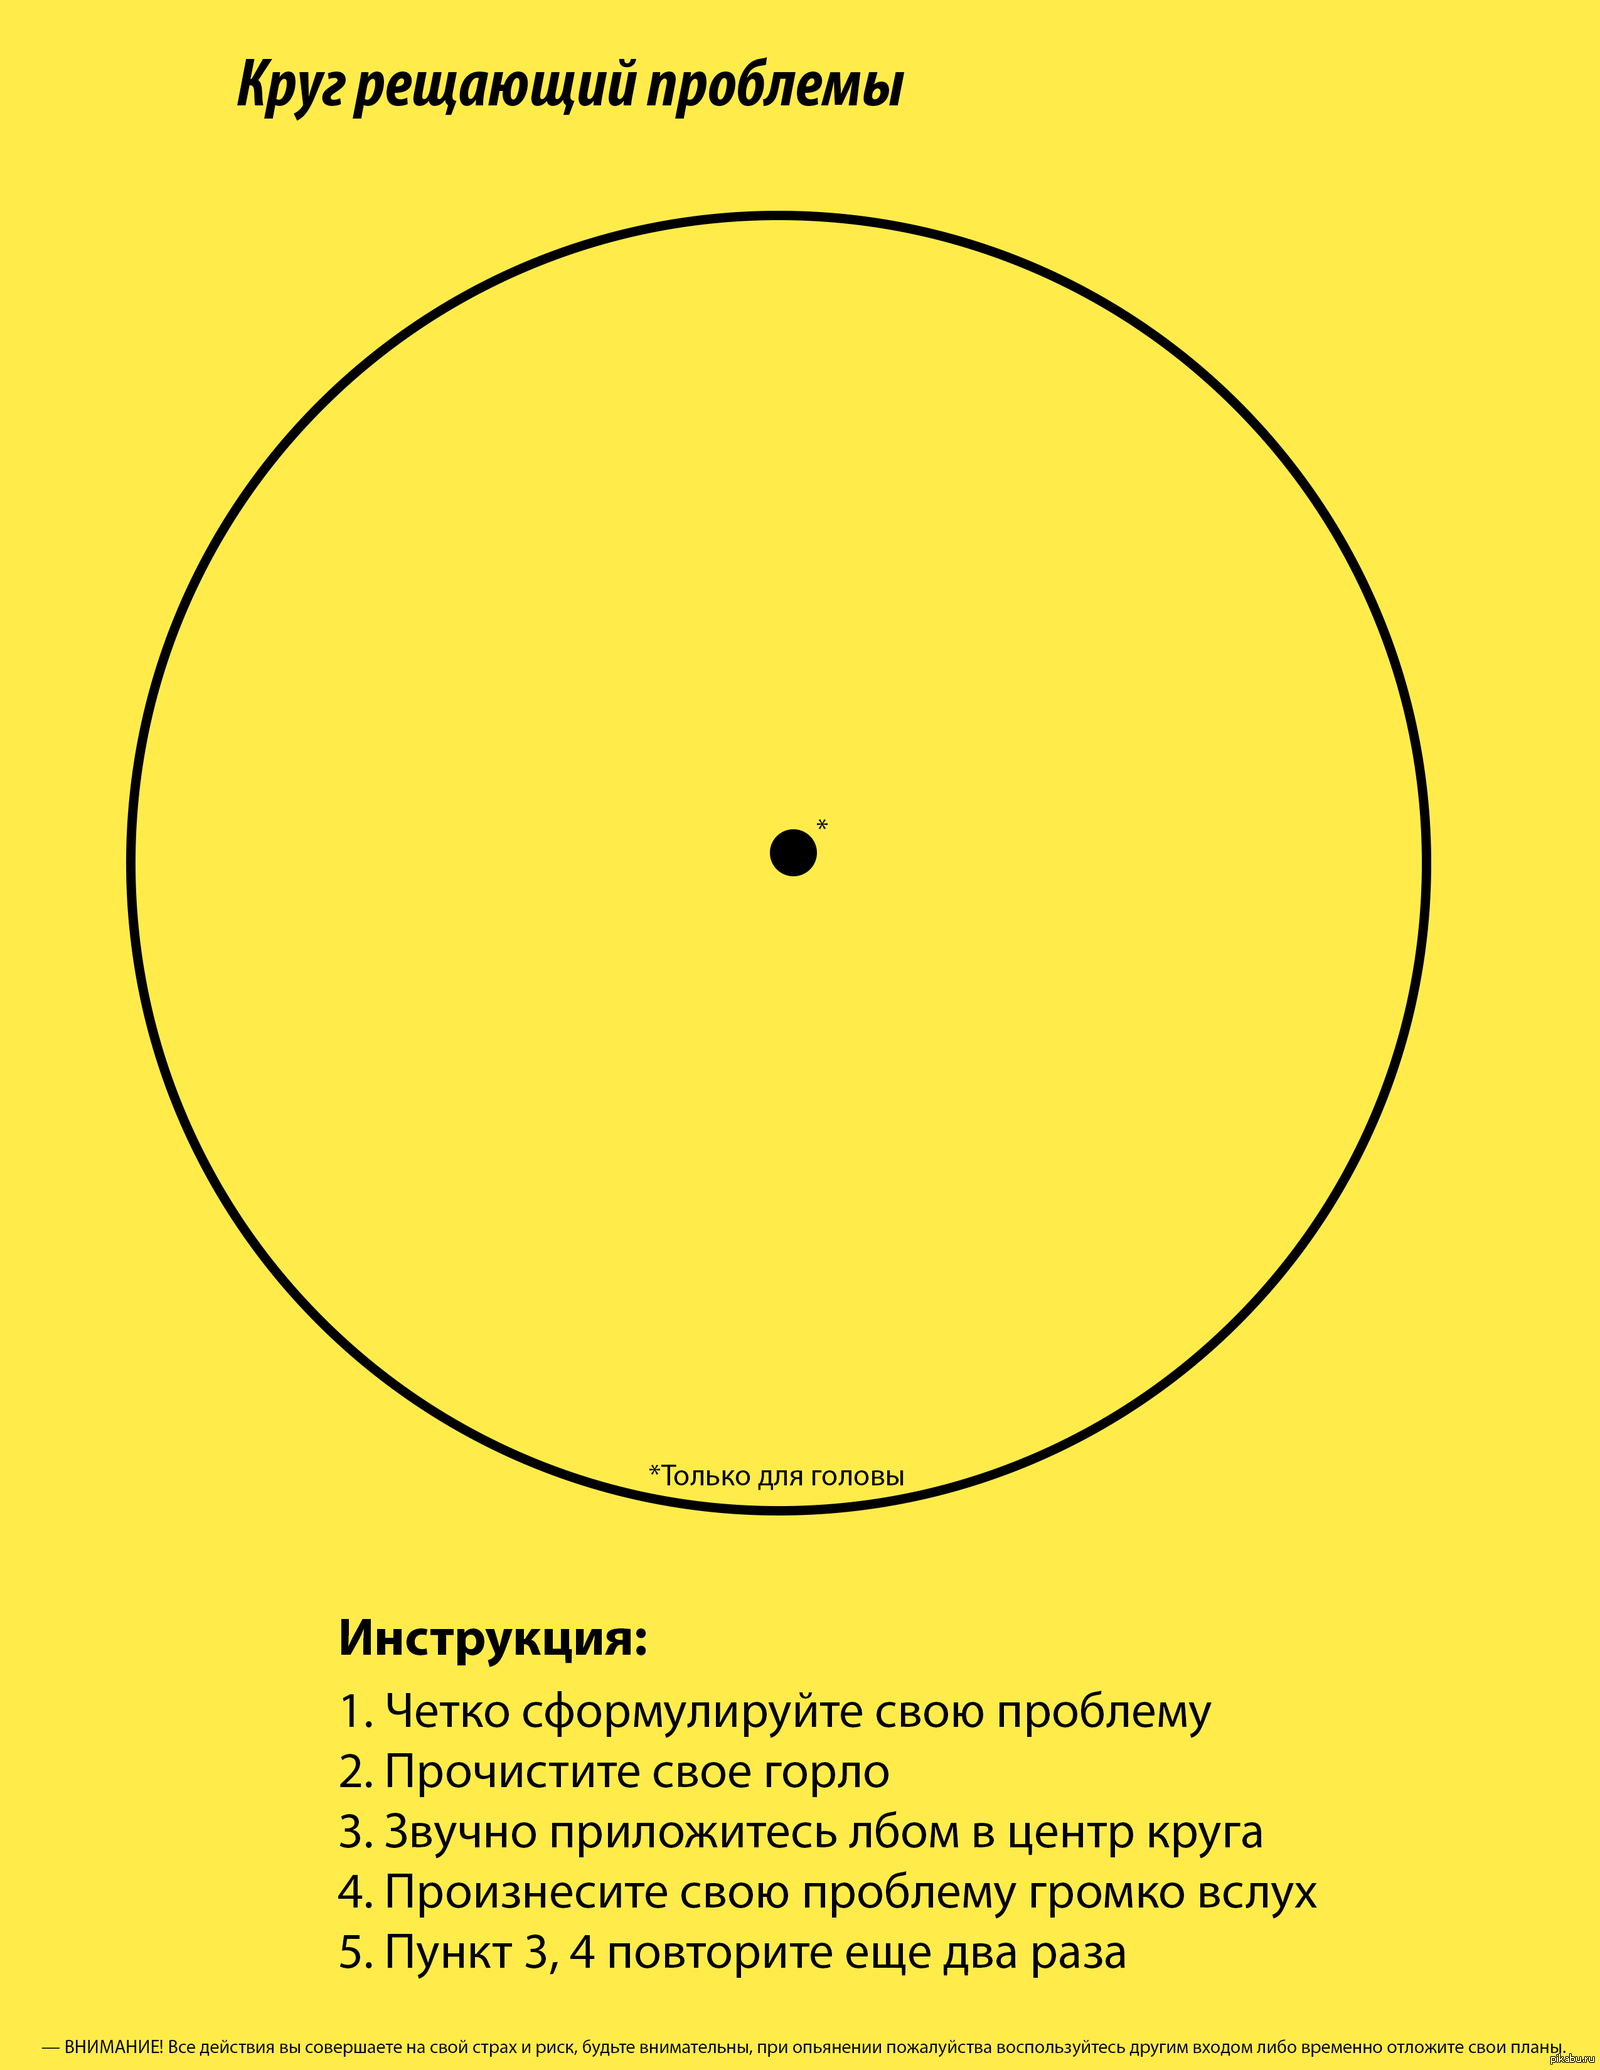 Круг рещающий проблемы
*
*Только для головы
Инструкция:
1. Четко сформулируйте свою проблему
2. Прочистите свое горло
3. Звучно приложитесь лбом в центр круга
4. Произнесите свою проблему громко вслух
5. Пункт 3, 4 повторите еще два раза
— ВНИМАНИЕ! Все действия вы совершаете на свой страх и риск, будьте внимательны, при опьянении пожалуйства воспользуйтесь другим входом либо временно отложите свои планы.
pikabu.ru